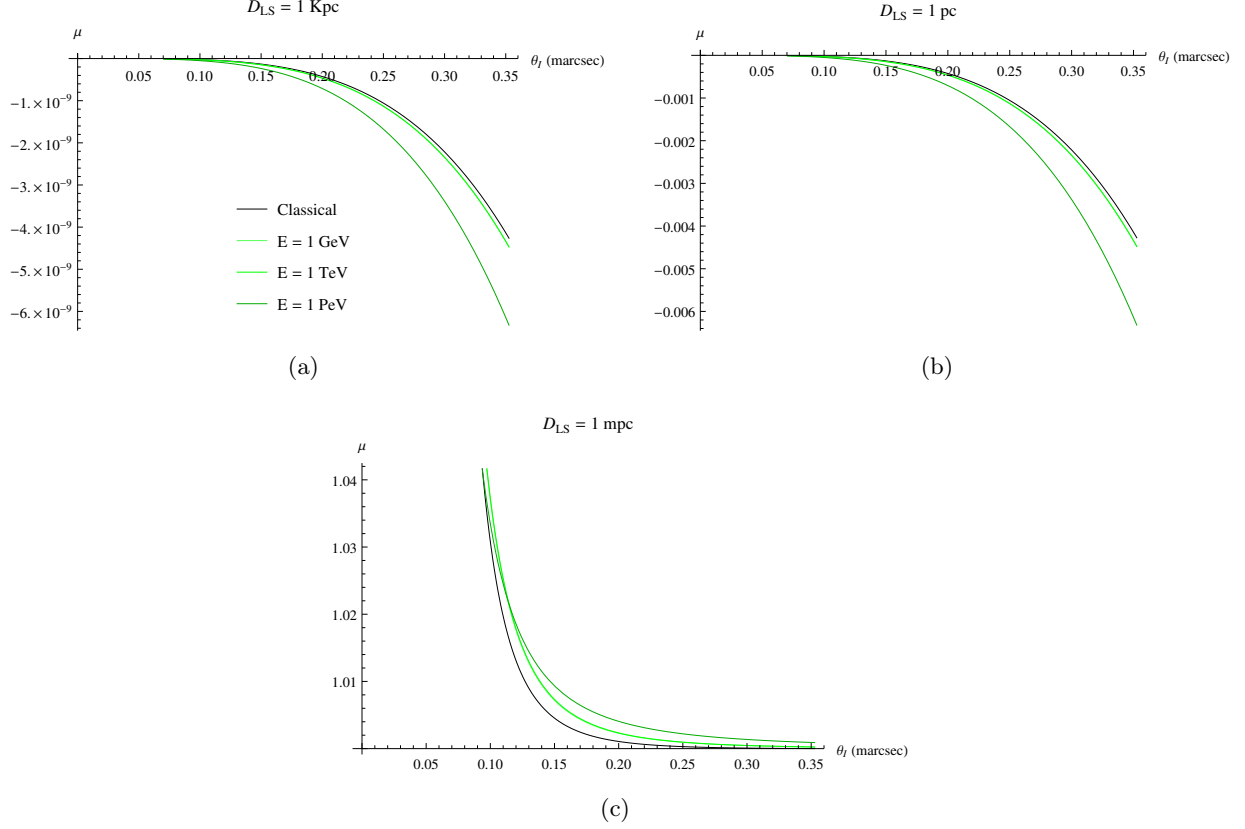 D_LS = 1 Kpc
μ
θ_I (marcsec)
0.05 0.10 0.15 0.20 0.25 0.30 0.35
−1.×10⁻⁹
−2.×10⁻⁹
−3.×10⁻⁹
−4.×10⁻⁹
−5.×10⁻⁹
−6.×10⁻⁹
Classical
E = 1 GeV
E = 1 TeV
E = 1 PeV
(a)
D_LS = 1 pc
μ
θ_I (marcsec)
0.05 0.10 0.15 0.20 0.25 0.30 0.35
−0.001
−0.002
−0.003
−0.004
−0.005
−0.006
(b)
D_LS = 1 mpc
μ
1.04
1.03
1.02
1.01
θ_I (marcsec)
0.05 0.10 0.15 0.20 0.25 0.30 0.35
(c)